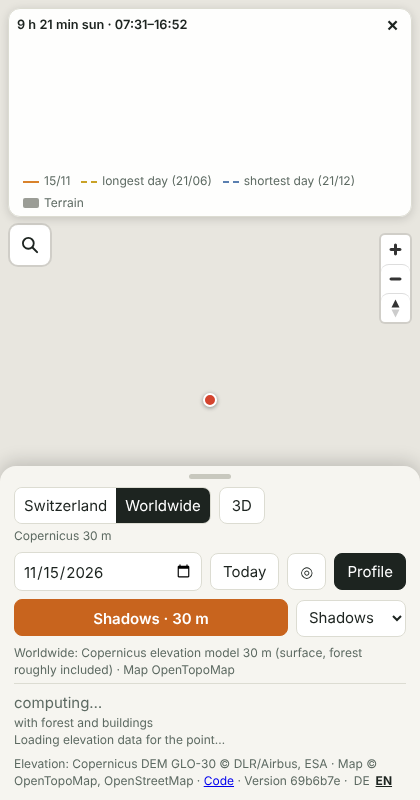 9 h 21 min sun · 07:31–16:52
×
15/11 longest day (21/06) shortest day (21/12)
Terrain
+
−
Switzerland Worldwide 3D
Copernicus 30 m
11/15/2026 Today ◎ Profile
Shadows · 30 m Shadows
Worldwide: Copernicus elevation model 30 m (surface, forest
roughly included) · Map OpenTopoMap
computing...
with forest and buildings
Loading elevation data for the point...
Elevation: Copernicus DEM GLO-30 © DLR/Airbus, ESA · Map ©
OpenTopoMap, OpenStreetMap · Code · Version 69b6b7e · DE EN